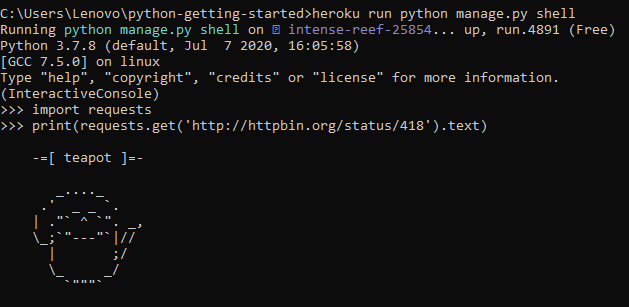 C:\Users\Lenovo\python-getting-started>heroku run python manage.py shell
Running python manage.py shell on ⍰ intense-reef-25854... up, run.4891 (Free)
Python 3.7.8 (default, Jul  7 2020, 16:05:58)
[GCC 7.5.0] on linux
Type "help", "copyright", "credits" or "license" for more information.
(InteractiveConsole)
>>> import requests
>>> print(requests.get('http://httpbin.org/status/418').text)
    -=[ teapot ]=-
       _...._
     .'  _ _ `.
    | ."` ^ `". _,
    \_;`"---"`|//
      |       ;/
      \_     _/
        `"""`